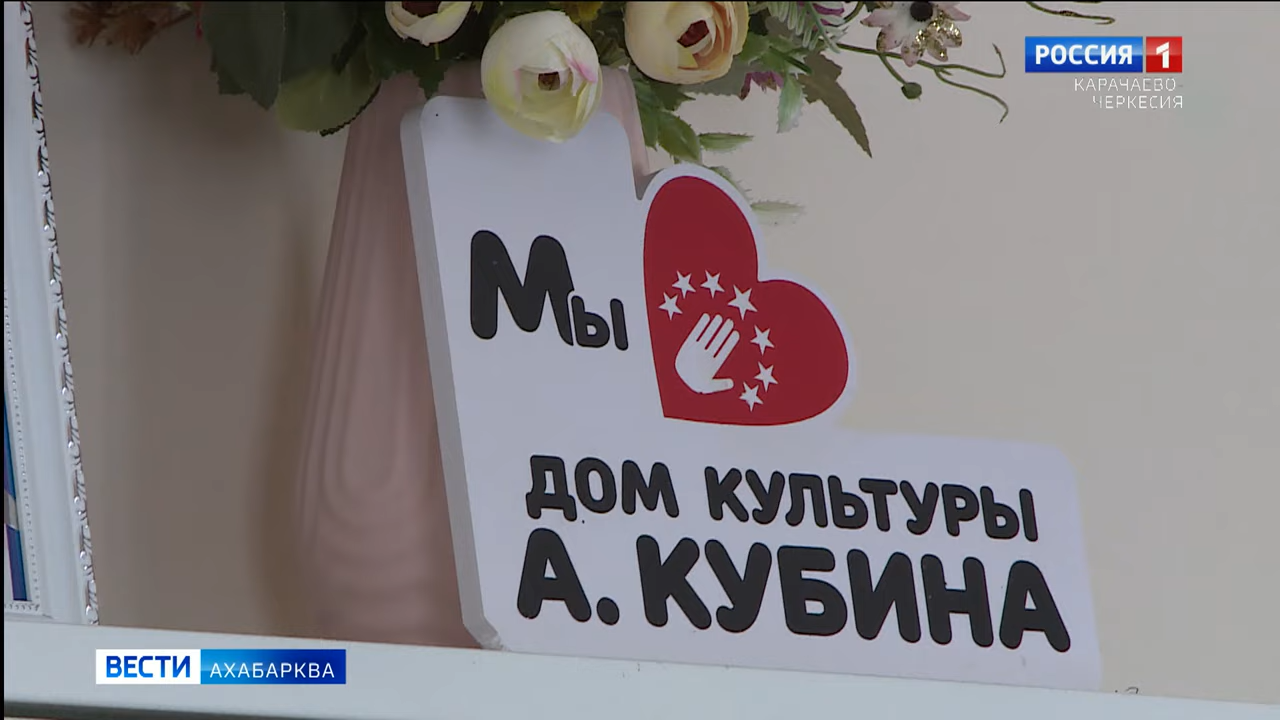 РОССИЯ 1
КАРАЧАЕВО-
ЧЕРКЕСИЯ
Мы
ДОМ КУЛЬТУРЫ
А. КУБИНА
ВЕСТИ АХАБАРКВА